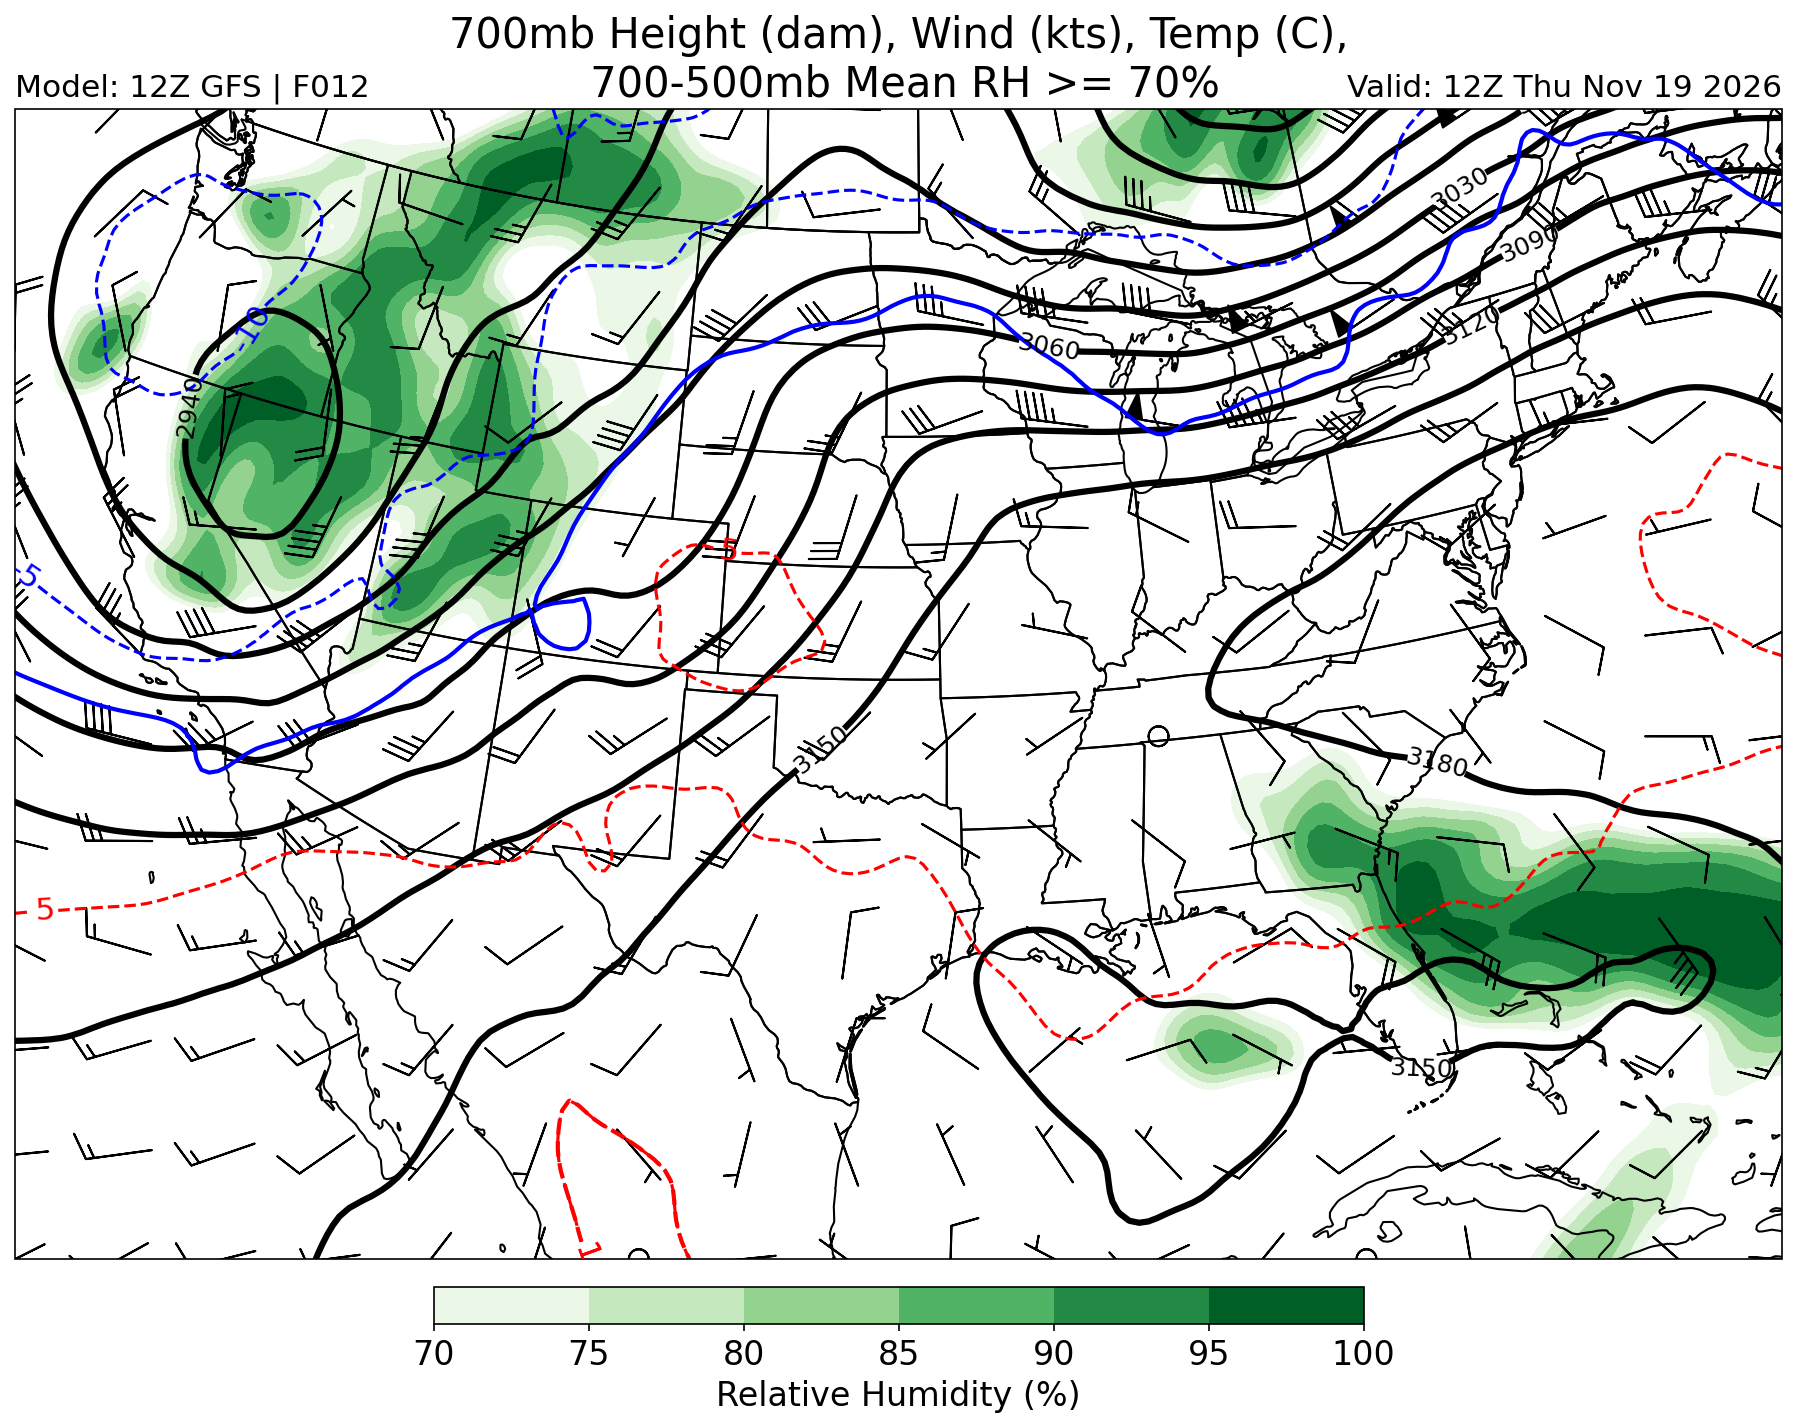 700mb Height (dam), Wind (kts), Temp (C),
700-500mb Mean RH >= 70%
Model: 12Z GFS | F012
Valid: 12Z Thu Nov 19 2026
3030
3090
3120
3060
-10
2940
-5
5
3150
3180
5
3150
70 75 80 85 90 95 100
Relative Humidity (%)